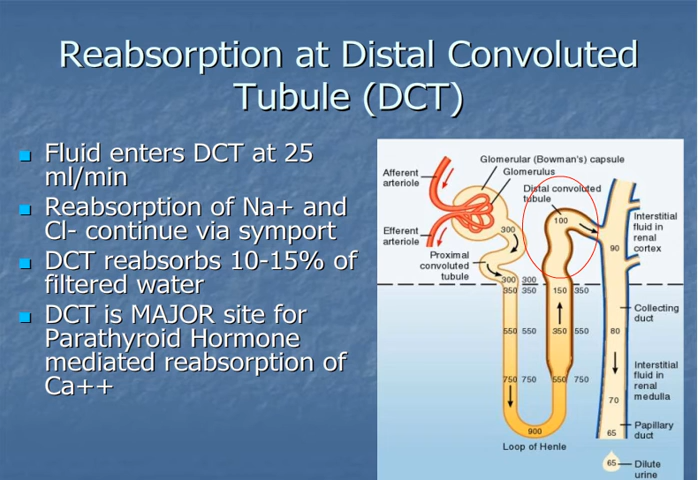 Reabsorption at Distal Convoluted
Tubule (DCT)
Fluid enters DCT at 25
ml/min
Reabsorption of Na+ and
Cl- continue via symport
DCT reabsorbs 10-15% of
filtered water
DCT is MAJOR site for
Parathyroid Hormone
mediated reabsorption of
Ca++
Glomerular (Bowman's) capsule
Glomerulus
Afferent
arteriole
Distal convoluted
tubule
100
Efferent
arteriole
300
Interstitial
fluid in
renal
cortex
90
Proximal
convoluted
tubule
300 300
350 350 150 350
550 550 350 550
Collecting
duct
80
750 750 550 750
Interstitial
fluid in
renal
medulla
70
900
Papillary
duct
65
Loop of Henle
65
Dilute
urine